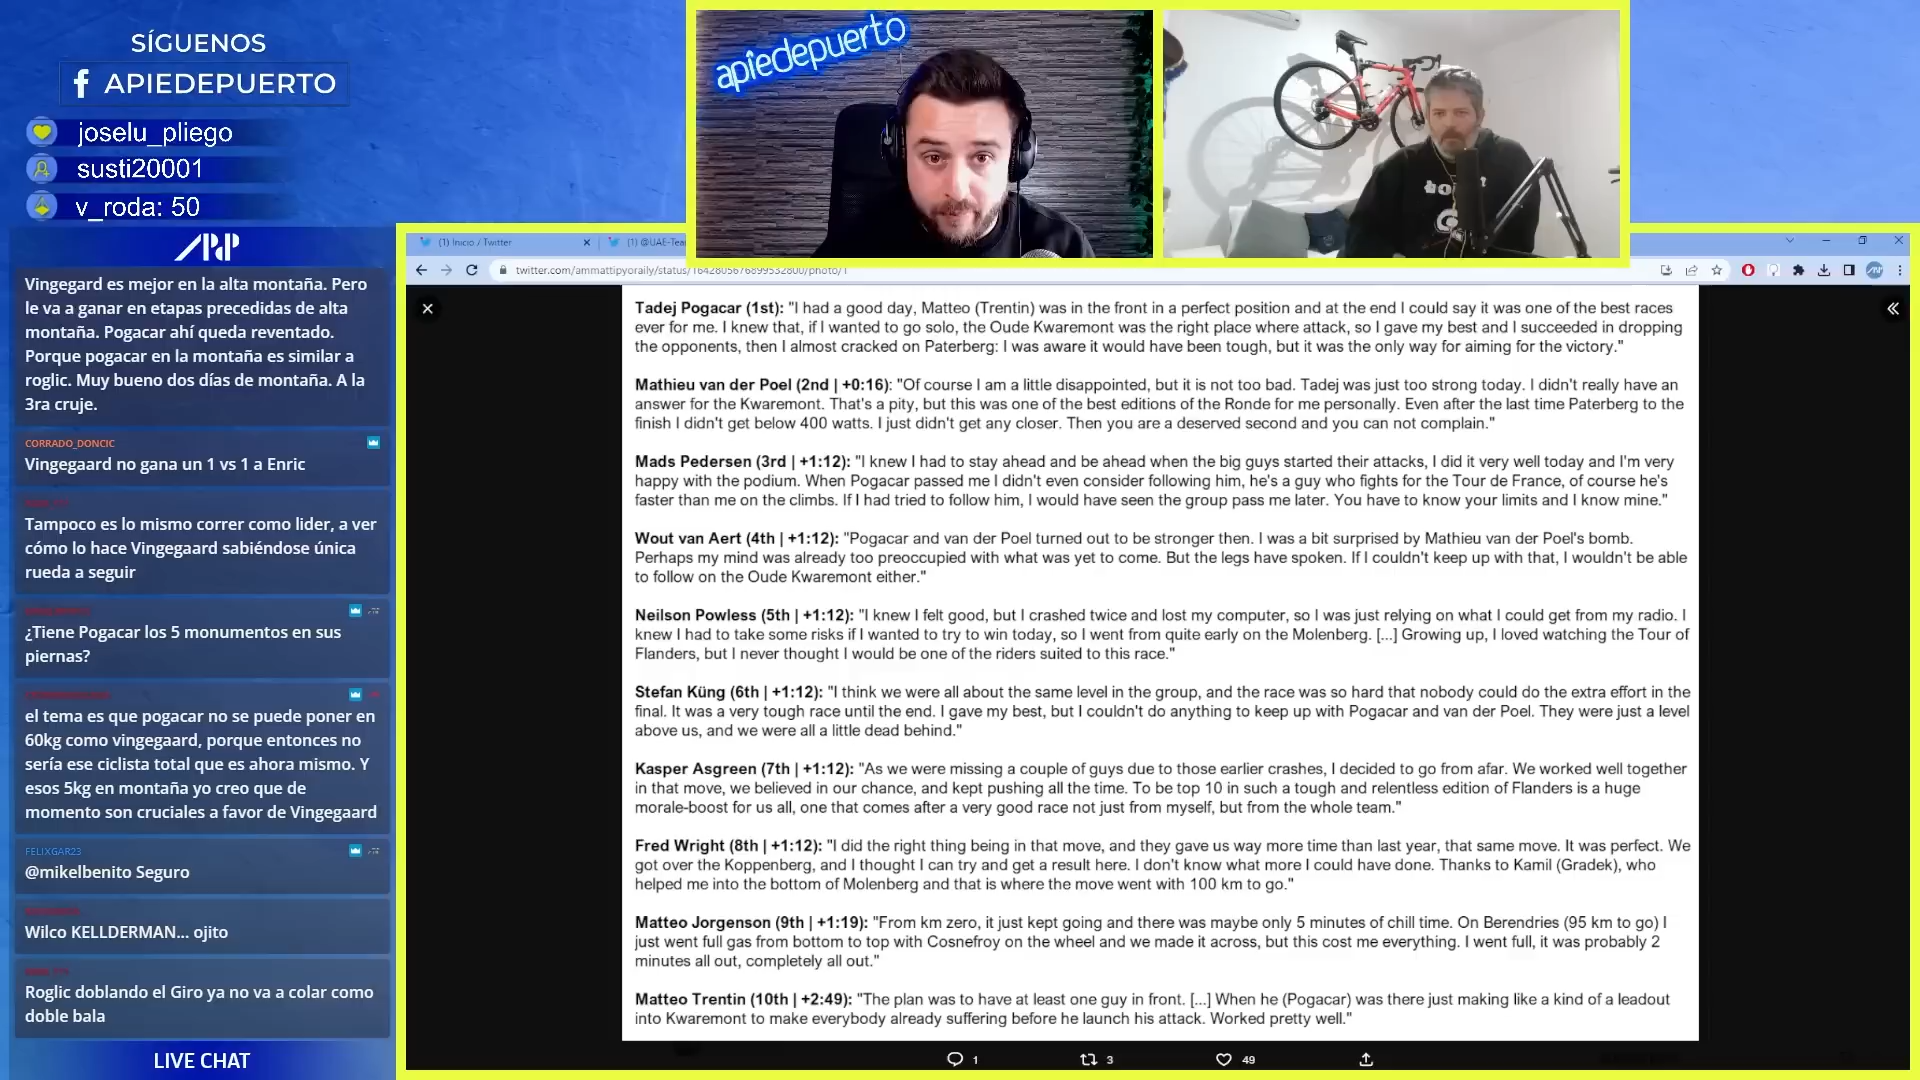 SÍGUENOS
APIEDEPUERTO
joselu_pliego
susti20001
v_roda: 50
Vingegard es mejor en la alta montaña. Pero
le va a ganar en etapas precedidas de alta
montaña. Pogacar ahí queda reventado.
Porque pogacar en la montaña es similar a
roglic. Muy bueno dos días de montaña. A la
3ra cruje.
CORRADO_DONCIC
Vingegaard no gana un 1 vs 1 a Enric
Tampoco es lo mismo correr como lider, a ver
cómo lo hace Vingegaard sabiéndose única
rueda a seguir
¿Tiene Pogacar los 5 monumentos en sus
piernas?
el tema es que pogacar no se puede poner en
60kg como vingegaard, porque entonces no
sería ese ciclista total que es ahora mismo. Y
esos 5kg en montaña yo creo que de
momento son cruciales a favor de Vingegaard
FELIXGAR23
@mikelbenito Seguro
Wilco KELLDERMAN... ojito
Roglic doblando el Giro ya no va a colar como
doble bala
LIVE CHAT
apiedepuerto
(1) Inicio / Twitter
(1) @UAE-Tea
twitter.com/ammattipyoraily/status/1642805676899532800/photo/1
Tadej Pogacar (1st): "I had a good day, Matteo (Trentin) was in the front in a perfect position and at the end I could say it was one of the best races
ever for me. I knew that, if I wanted to go solo, the Oude Kwaremont was the right place where attack, so I gave my best and I succeeded in dropping
the opponents, then I almost cracked on Paterberg: I was aware it would have been tough, but it was the only way for aiming for the victory."
Mathieu van der Poel (2nd | +0:16): "Of course I am a little disappointed, but it is not too bad. Tadej was just too strong today. I didn't really have an
answer for the Kwaremont. That's a pity, but this was one of the best editions of the Ronde for me personally. Even after the last time Paterberg to the
finish I didn't get below 400 watts. I just didn't get any closer. Then you are a deserved second and you can not complain."
Mads Pedersen (3rd | +1:12): "I knew I had to stay ahead and be ahead when the big guys started their attacks, I did it very well today and I'm very
happy with the podium. When Pogacar passed me I didn't even consider following him, he's a guy who fights for the Tour de France, of course he's
faster than me on the climbs. If I had tried to follow him, I would have seen the group pass me later. You have to know your limits and I know mine."
Wout van Aert (4th | +1:12): "Pogacar and van der Poel turned out to be stronger then. I was a bit surprised by Mathieu van der Poel's bomb.
Perhaps my mind was already too preoccupied with what was yet to come. But the legs have spoken. If I couldn't keep up with that, I wouldn't be able
to follow on the Oude Kwaremont either."
Neilson Powless (5th | +1:12): "I knew I felt good, but I crashed twice and lost my computer, so I was just relying on what I could get from my radio. I
knew I had to take some risks if I wanted to try to win today, so I went from quite early on the Molenberg. [...] Growing up, I loved watching the Tour of
Flanders, but I never thought I would be one of the riders suited to this race."
Stefan Küng (6th | +1:12): "I think we were all about the same level in the group, and the race was so hard that nobody could do the extra effort in the
final. It was a very tough race until the end. I gave my best, but I couldn't do anything to keep up with Pogacar and van der Poel. They were just a level
above us, and we were all a little dead behind."
Kasper Asgreen (7th | +1:12): "As we were missing a couple of guys due to those earlier crashes, I decided to go from afar. We worked well together
in that move, we believed in our chance, and kept pushing all the time. To be top 10 in such a tough and relentless edition of Flanders is a huge
morale-boost for us all, one that comes after a very good race not just from myself, but from the whole team."
Fred Wright (8th | +1:12): "I did the right thing being in that move, and they gave us way more time than last year, that same move. It was perfect. We
got over the Koppenberg, and I thought I can try and get a result here. I don't know what more I could have done. Thanks to Kamil (Gradek), who
helped me into the bottom of Molenberg and that is where the move went with 100 km to go."
Matteo Jorgenson (9th | +1:19): "From km zero, it just kept going and there was maybe only 5 minutes of chill time. On Berendries (95 km to go) I
just went full gas from bottom to top with Cosnefroy on the wheel and we made it across, but this cost me everything. I went full, it was probably 2
minutes all out, completely all out."
Matteo Trentin (10th | +2:49): "The plan was to have at least one guy in front. [...] When he (Pogacar) was there just making like a kind of a leadout
into Kwaremont to make everybody already suffering before he launch his attack. Worked pretty well."
1
3
49